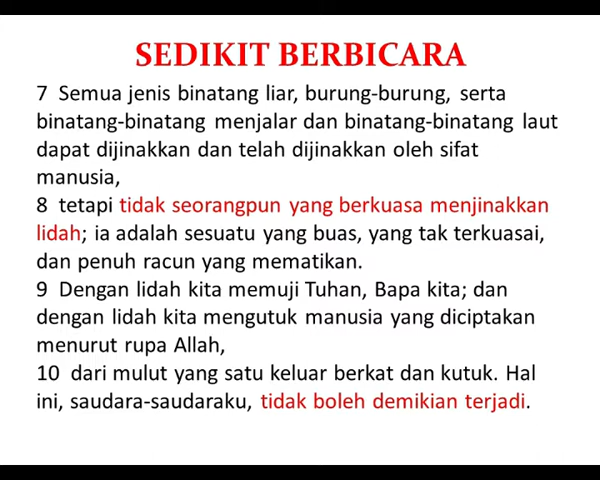 SEDIKIT BERBICARA
7 Semua jenis binatang liar, burung-burung, serta
binatang-binatang menjalar dan binatang-binatang laut
dapat dijinakkan dan telah dijinakkan oleh sifat
manusia,
8 tetapi tidak seorangpun yang berkuasa menjinakkan
lidah; ia adalah sesuatu yang buas, yang tak terkuasai,
dan penuh racun yang mematikan.
9 Dengan lidah kita memuji Tuhan, Bapa kita; dan
dengan lidah kita mengutuk manusia yang diciptakan
menurut rupa Allah,
10 dari mulut yang satu keluar berkat dan kutuk. Hal
ini, saudara-saudaraku, tidak boleh demikian terjadi.